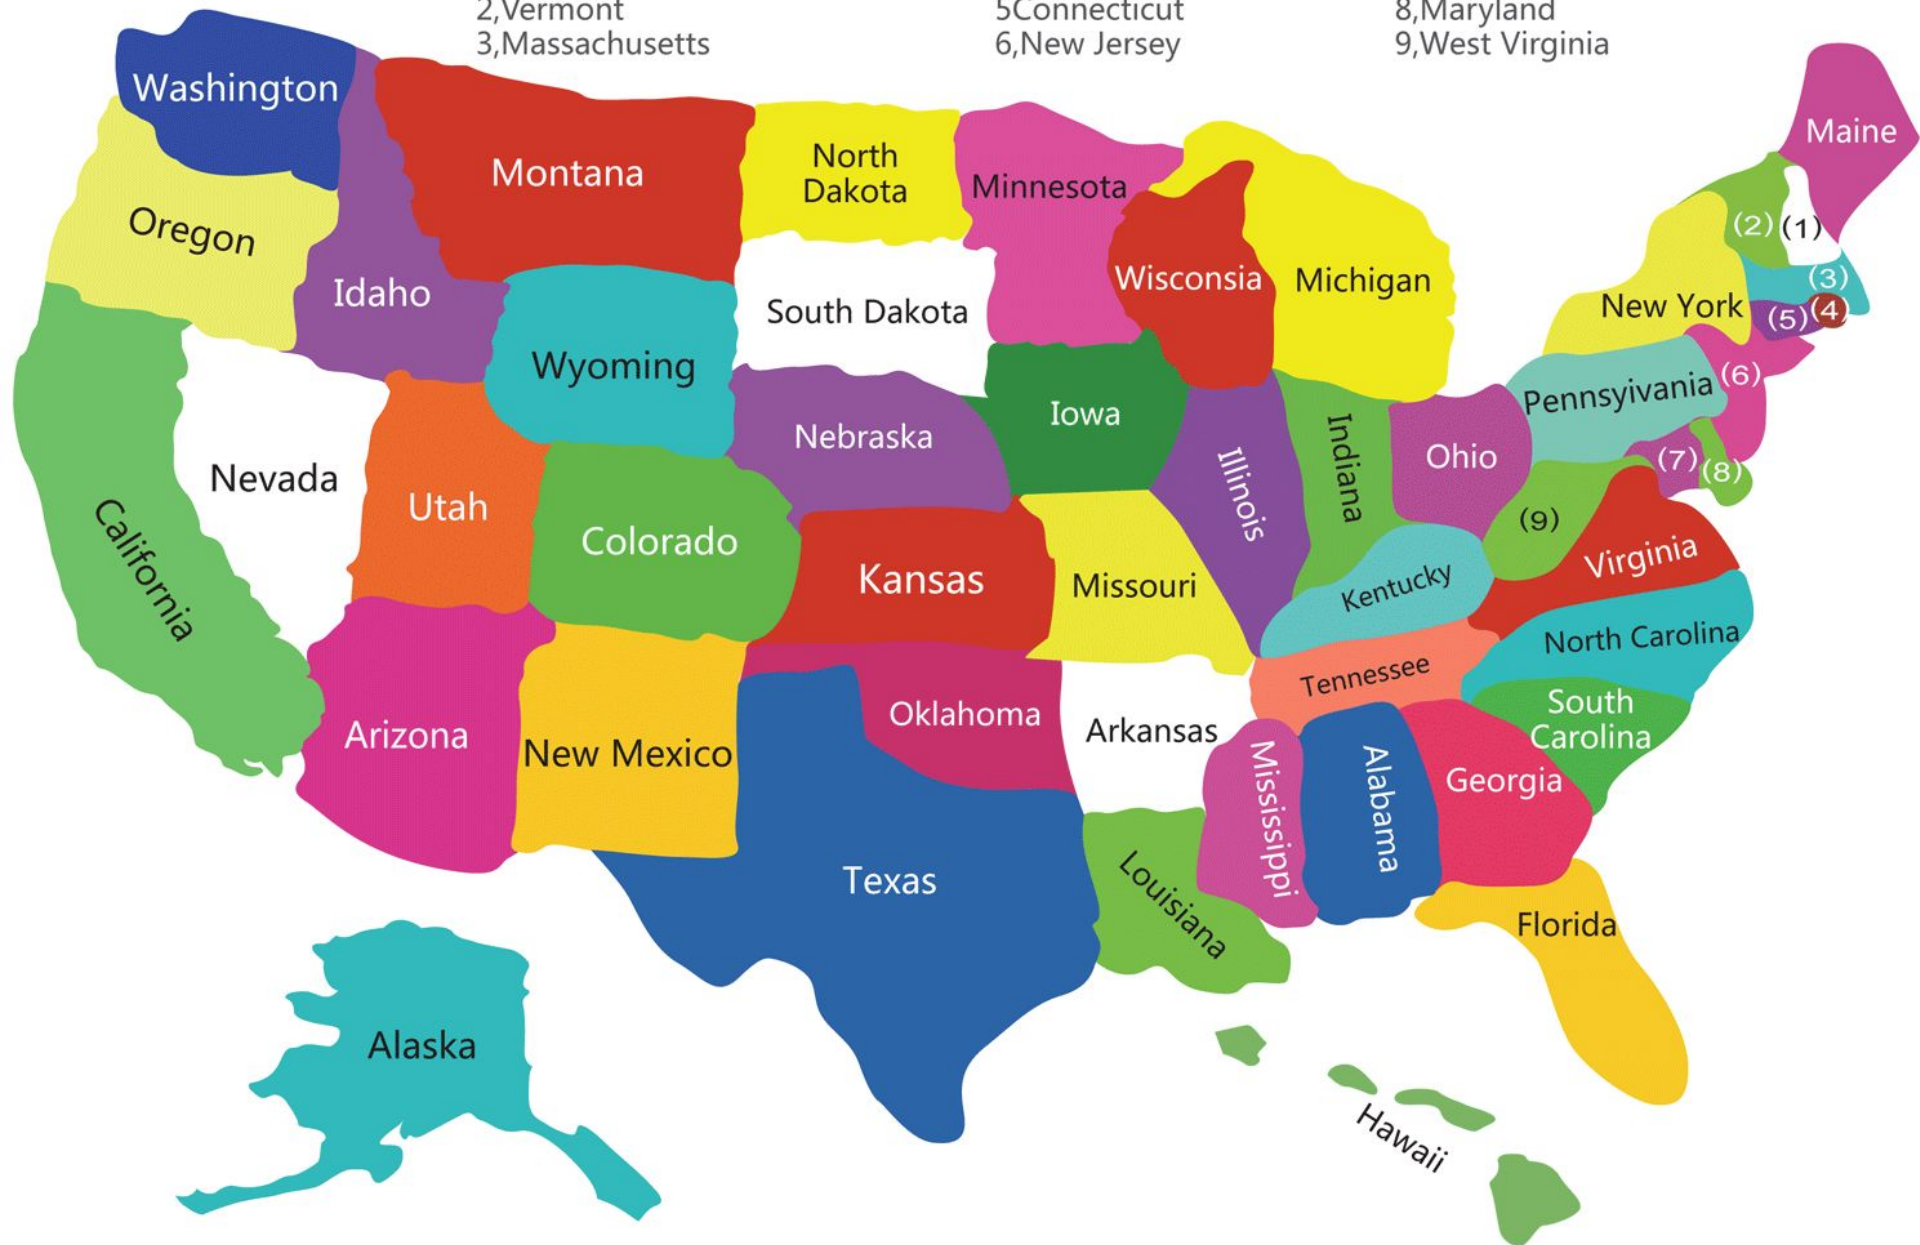 2,Vermont
5Connecticut
8,Maryland
3,Massachusetts
6,New Jersey
9,West Virginia
Washington
Montana
North
Dakota
Minnesota
Maine
Oregon
Idaho
South Dakota
Wisconsia
Michigan
(2)
(1)
(3)
New York
(5)
(4)
Wyoming
Nebraska
Iowa
Pennsyivania
(6)
Nevada
Utah
Colorado
Illinois
Indiana
Ohio
(7)
(8)
(9)
California
Kansas
Missouri
Kentucky
Virginia
North Carolina
Arizona
New Mexico
Oklahoma
Arkansas
Tennessee
South
Carolina
Mississippi
Alabama
Georgia
Texas
Louisiana
Florida
Alaska
Hawaii